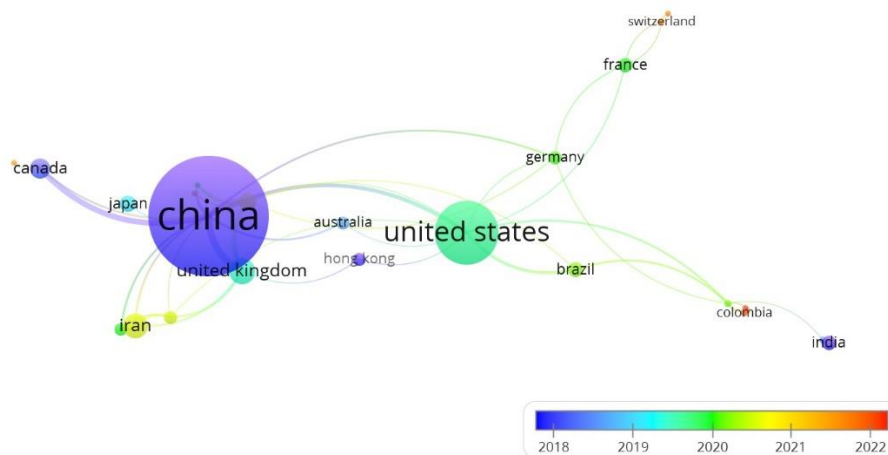 switzerland
france
germany
canada
japan
china
australia
united states
hong kong
united kingdom
brazil
colombia
iran
india
2018 2019 2020 2021 2022